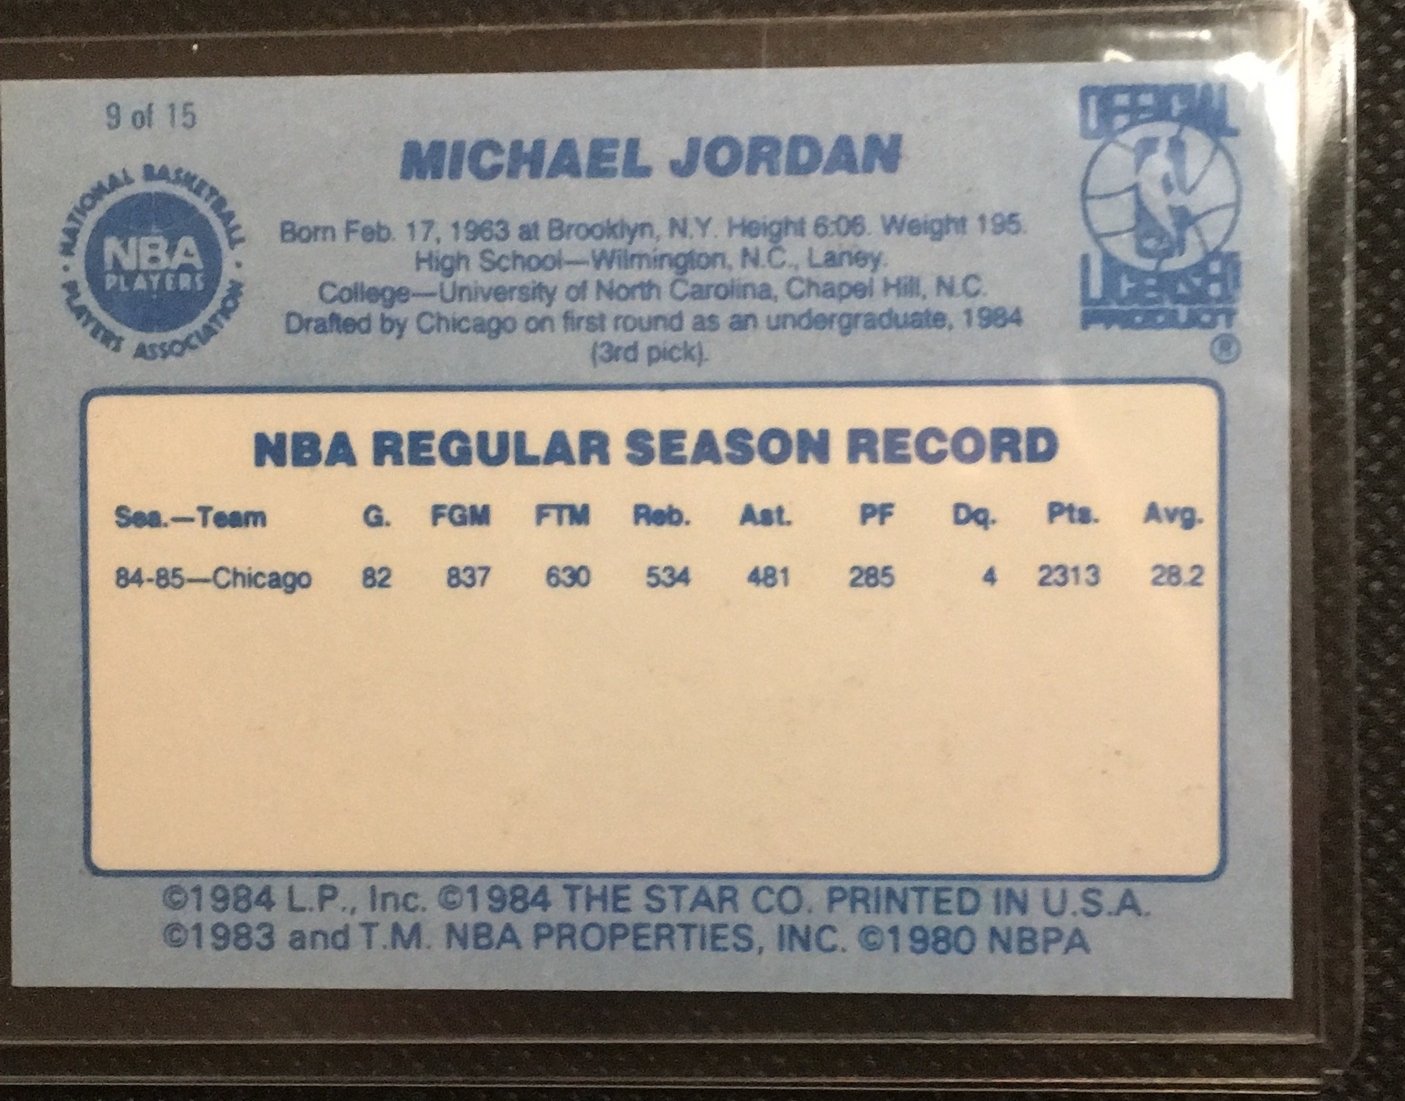 9 of 15
MICHAEL JORDAN
OFFICIAL
LICENSED
PRODUCT
®
NATIONAL BASKETBALL
PLAYERS ASSOCIATION
NBA
PLAYERS
Born Feb. 17, 1963 at Brooklyn, N.Y. Height 6:06. Weight 195.
High School—Wilmington, N.C., Laney.
College—University of North Carolina, Chapel Hill, N.C.
Drafted by Chicago on first round as an undergraduate, 1984
(3rd pick).
NBA REGULAR SEASON RECORD
Sea.—Team G. FGM FTM Reb. Ast. PF Dq. Pts. Avg.
84-85—Chicago 82 837 630 534 481 285 4 2313 28.2
©1984 L.P., Inc. ©1984 THE STAR CO. PRINTED IN U.S.A.
©1983 and T.M. NBA PROPERTIES, INC. ©1980 NBPA